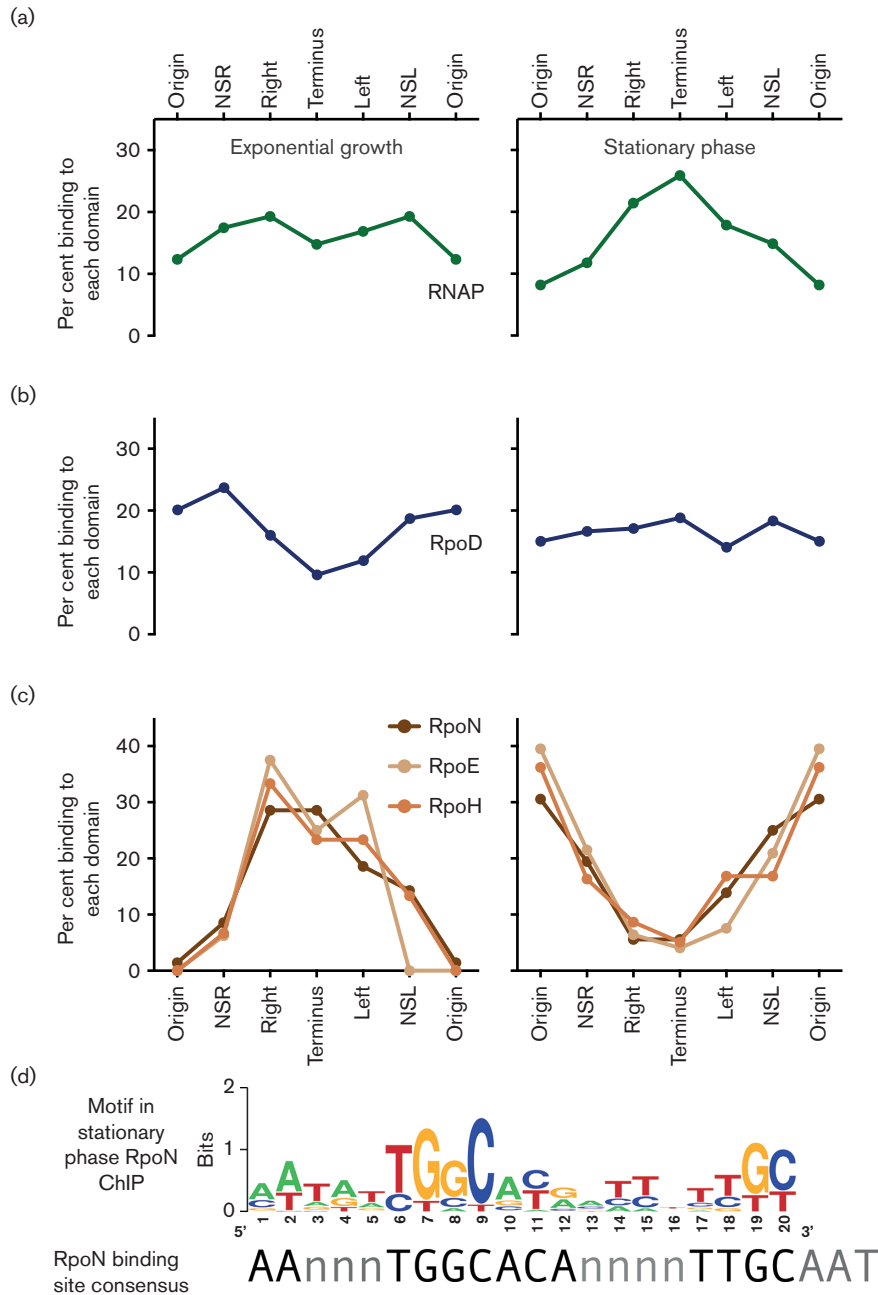 (a)
Origin NSR Right Terminus Left NSL Origin
Origin NSR Right Terminus Left NSL Origin
Per cent binding to
each domain
30
20
10
0
Exponential growth
Stationary phase
RNAP
(b)
Per cent binding to
each domain
30
20
10
0
RpoD
(c)
Per cent binding to
each domain
40
30
20
10
0
RpoN
RpoE
RpoH
Origin NSR Right Terminus Left NSL Origin
Origin NSR Right Terminus Left NSL Origin
(d)
Motif in
stationary
phase RpoN
ChIP
Bits
2
1
0
5′ 1 2 3 4 5 6 7 8 9 10 11 12 13 14 15 16 17 18 19 20 3′
RpoN binding
site consensus
AAnnnTGGCACAnnnnTTGCAAT